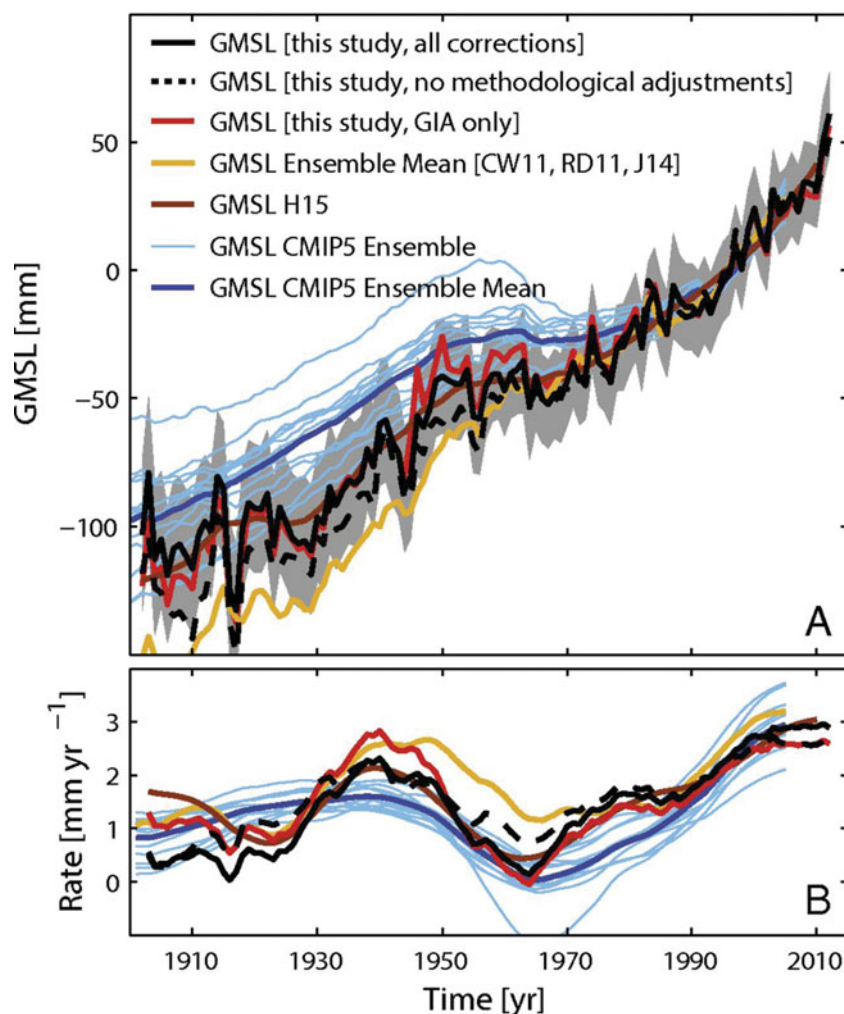 GMSL [this study, all corrections]
GMSL [this study, no methodological adjustments]
GMSL [this study, GIA only]
GMSL Ensemble Mean [CW11, RD11, J14]
GMSL H15
GMSL CMIP5 Ensemble
GMSL CMIP5 Ensemble Mean
GMSL [mm]
50
0
−50
−100
A
Rate [mm yr⁻¹]
3
2
1
0
B
1910 1930 1950 1970 1990 2010
Time [yr]